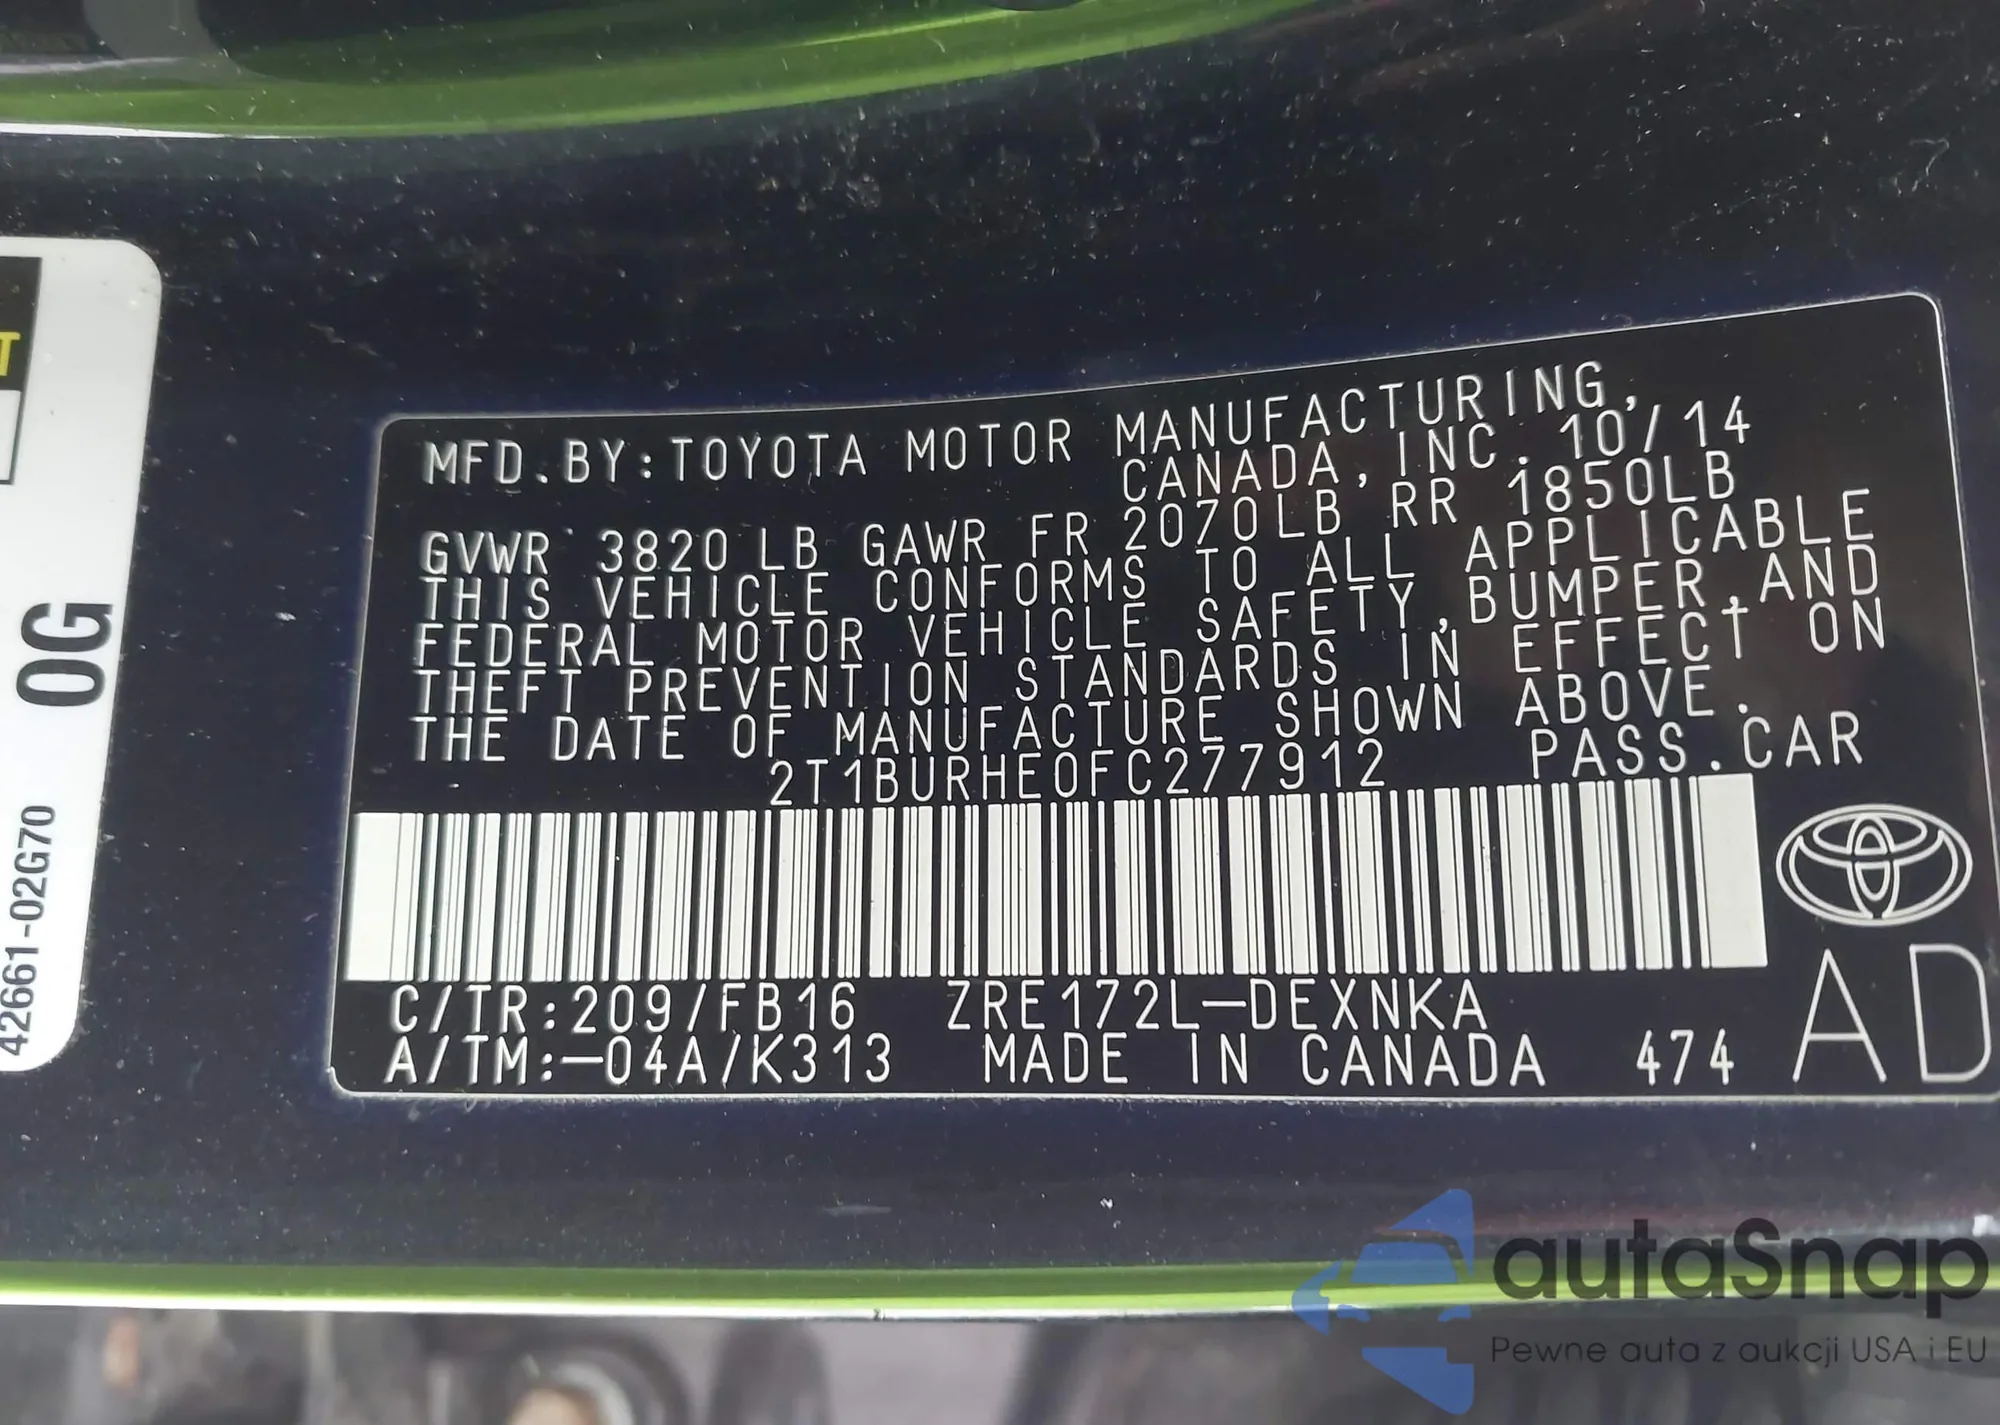 T
0G
42661-02G70
MFD.BY:TOYOTA MOTOR MANUFACTURING,
CANADA,INC. 10/14
GVWR 3820 LB GAWR FR 2070LB RR 1850LB
THIS VEHICLE CONFORMS TO ALL APPLICABLE
FEDERAL MOTOR VEHICLE SAFETY,BUMPER,AND
THEFT PREVENTION STANDARDS IN EFFECT ON
THE DATE OF MANUFACTURE SHOWN ABOVE.
2T1BURHE0FC277912 PASS.CAR
C/TR:209/FB16 ZRE172L-DEXNKA
A/TM:-04A/K313 MADE IN CANADA 474
AD
autaSnap
Pewne auta z aukcji USA i EU